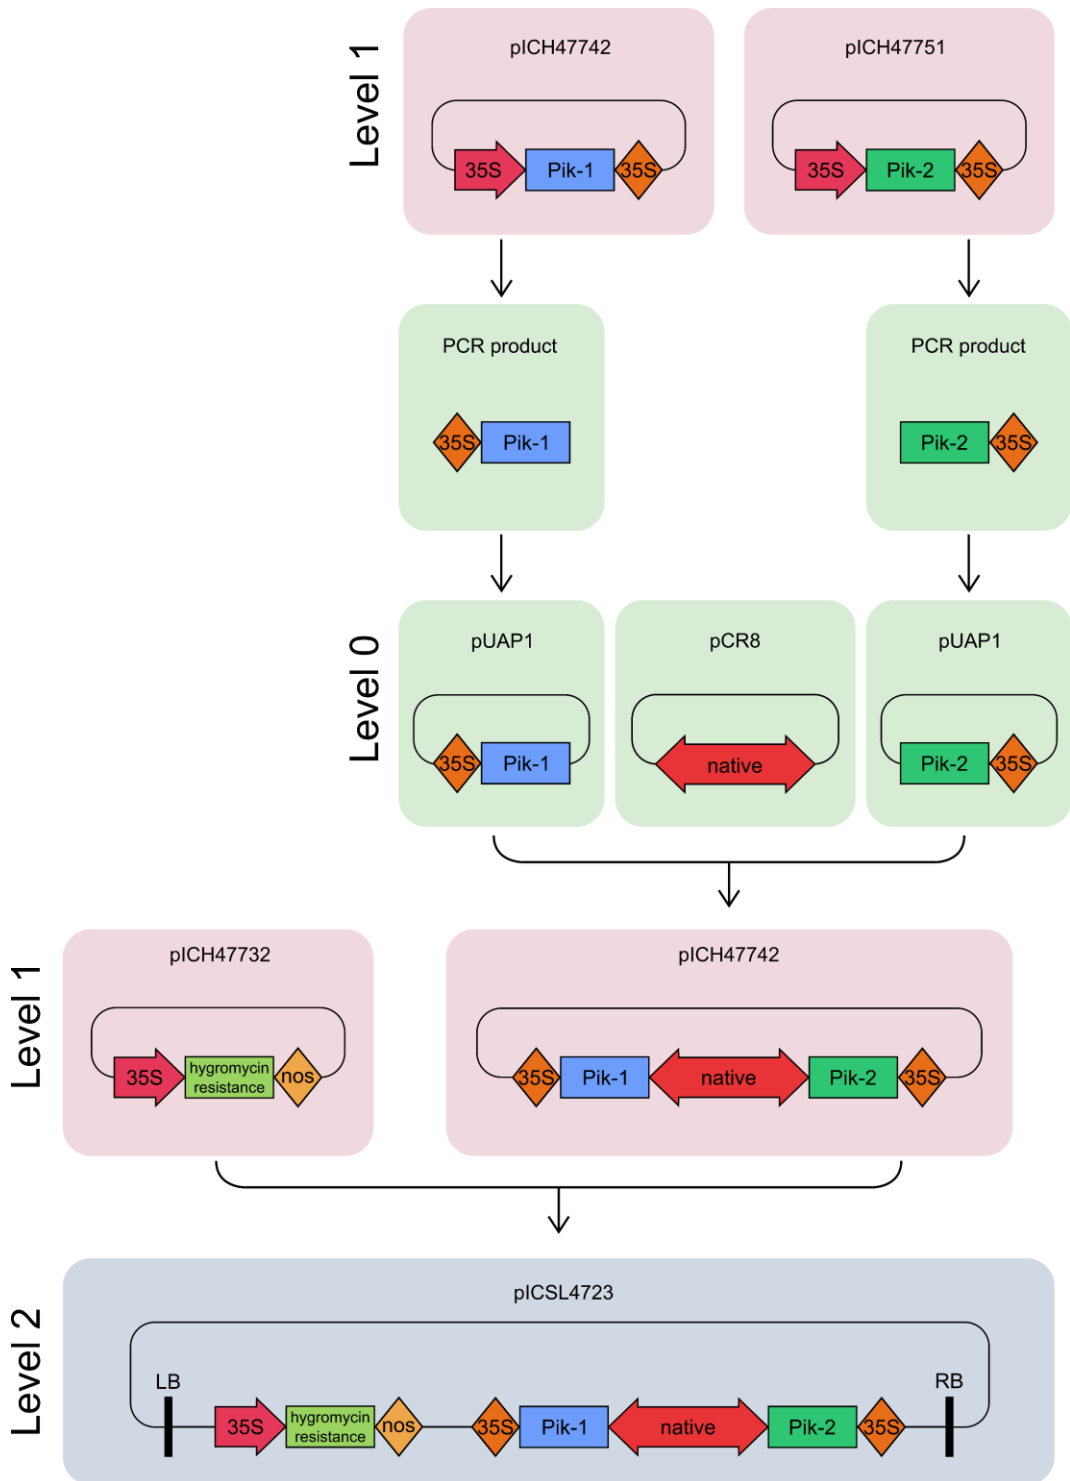 Level 1
pICH47742
pICH47751
35S
Pik-1
35S
35S
Pik-2
35S
PCR product
PCR product
35S
Pik-1
Pik-2
35S
Level 0
pUAP1
pCR8
pUAP1
35S
Pik-1
native
Pik-2
35S
Level 1
pICH47732
pICH47742
35S
hygromycin
resistance
nos
35S
Pik-1
native
Pik-2
35S
Level 2
pICSL4723
LB
RB
35S
hygromycin
resistance
nos
35S
Pik-1
native
Pik-2
35S